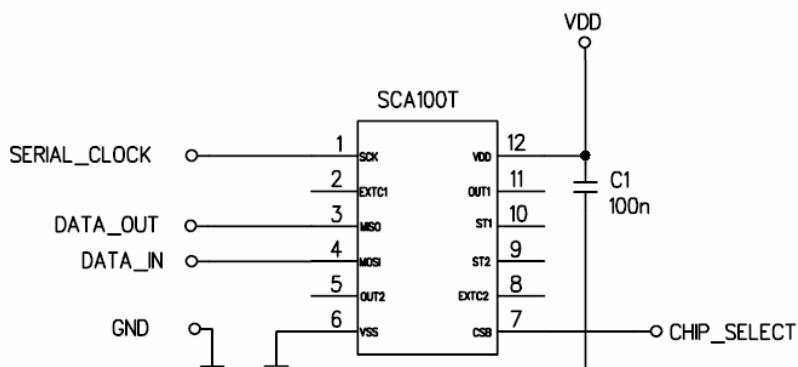 VDD
SCA100T
SERIAL_CLOCK 1 SCK VDD 12
2 EXTC1 OUT1 11 C1
DATA_OUT 3 MISO ST1 10 100n
DATA_IN 4 MOSI ST2 9
5 OUT2 EXTC2 8
GND 6 VSS CSB 7 CHIP_SELECT